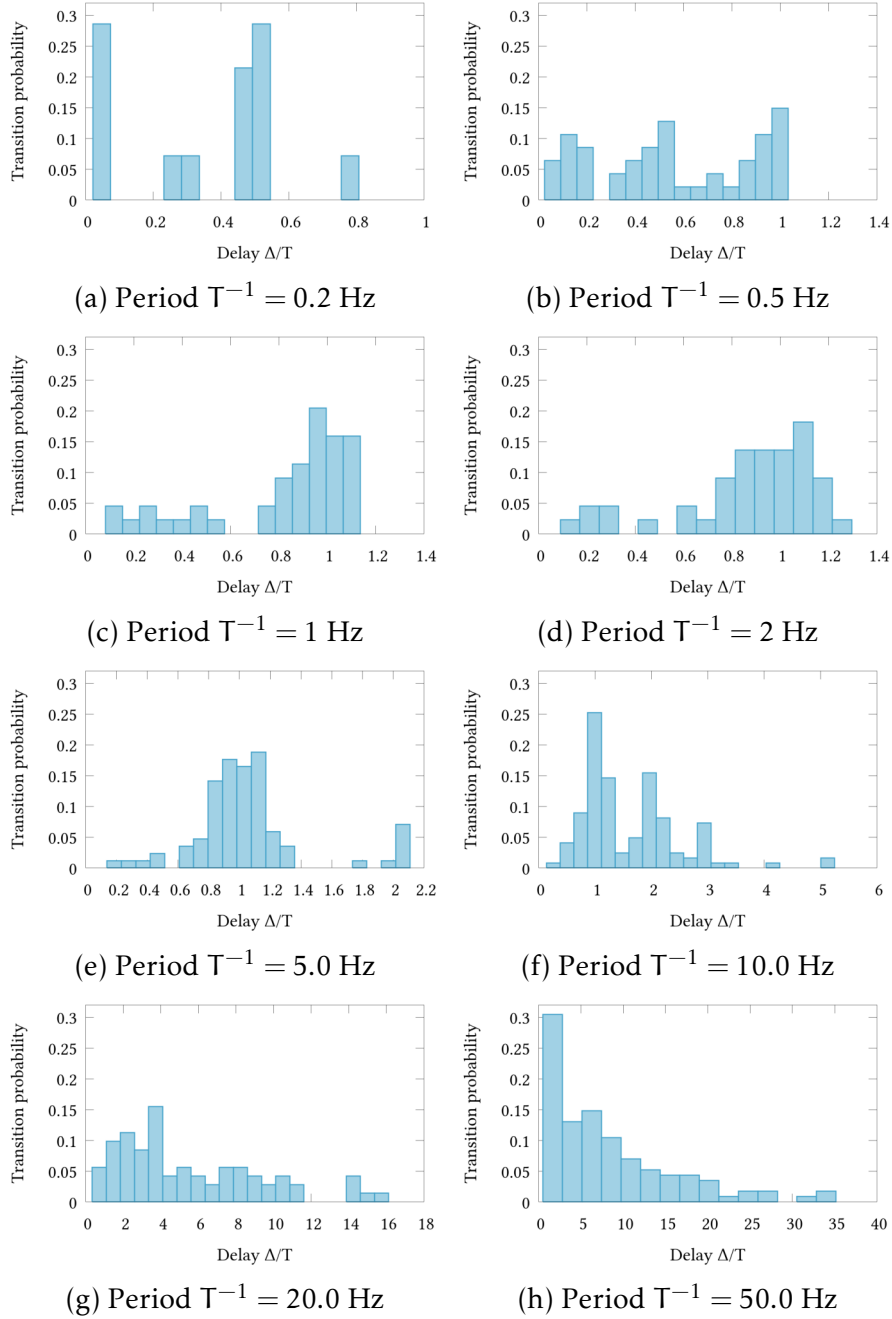 0.3
0.25
0.2
0.15
0.1
0.05
0
Transition probability
0 0.2 0.4 0.6 0.8 1
Delay Δ/T
(a) Period T⁻¹ = 0.2 Hz
0.3
0.25
0.2
0.15
0.1
0.05
0
Transition probability
0 0.2 0.4 0.6 0.8 1 1.2 1.4
Delay Δ/T
(b) Period T⁻¹ = 0.5 Hz
0.3
0.25
0.2
0.15
0.1
0.05
0
Transition probability
0 0.2 0.4 0.6 0.8 1 1.2 1.4
Delay Δ/T
(c) Period T⁻¹ = 1 Hz
0.3
0.25
0.2
0.15
0.1
0.05
0
Transition probability
0 0.2 0.4 0.6 0.8 1 1.2 1.4
Delay Δ/T
(d) Period T⁻¹ = 2 Hz
0.3
0.25
0.2
0.15
0.1
0.05
0
Transition probability
0 0.2 0.4 0.6 0.8 1 1.2 1.4 1.6 1.8 2 2.2
Delay Δ/T
(e) Period T⁻¹ = 5.0 Hz
0.3
0.25
0.2
0.15
0.1
0.05
0
Transition probability
0 1 2 3 4 5 6
Delay Δ/T
(f) Period T⁻¹ = 10.0 Hz
0.3
0.25
0.2
0.15
0.1
0.05
0
Transition probability
0 2 4 6 8 10 12 14 16 18
Delay Δ/T
(g) Period T⁻¹ = 20.0 Hz
0.3
0.25
0.2
0.15
0.1
0.05
0
Transition probability
0 5 10 15 20 25 30 35 40
Delay Δ/T
(h) Period T⁻¹ = 50.0 Hz